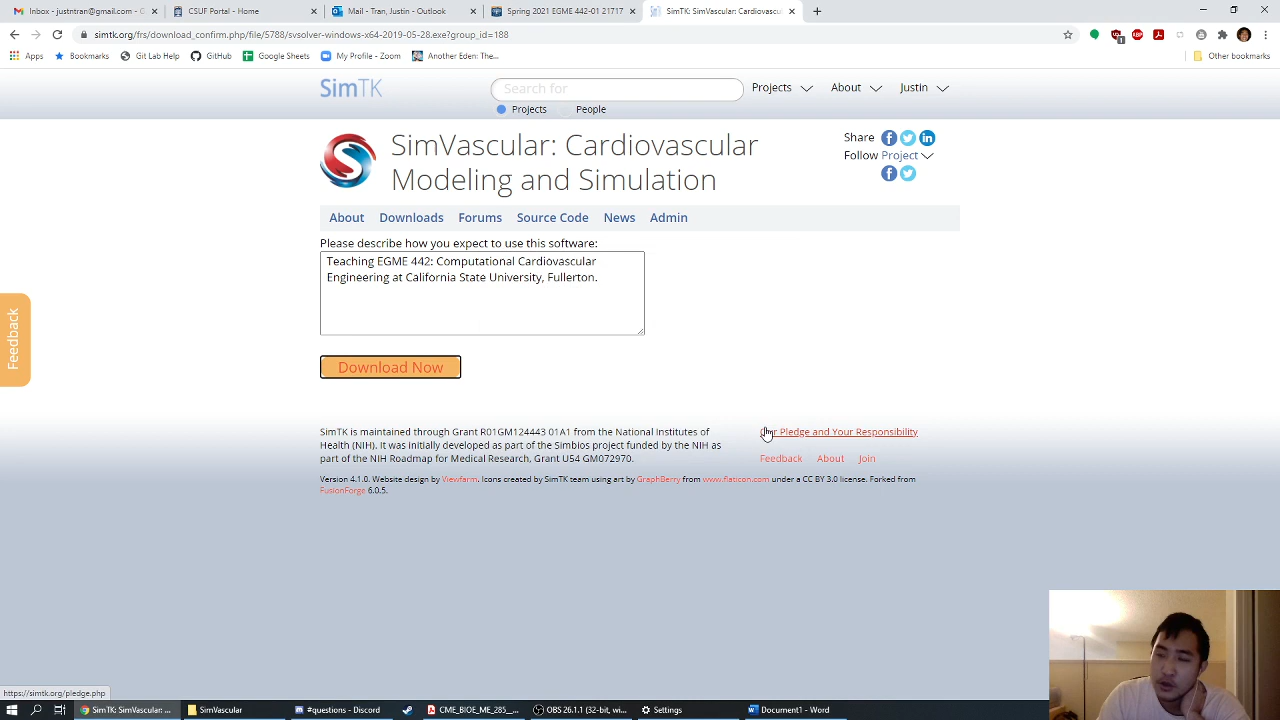 Inbox - justntran@gmail.com - G
CSUF Portal - Home
Mail - Tran, Justin - Outlook
Spring 2021 EGME 442-01 21717
SimTK: SimVascular: Cardiovascul
simtk.org/frs/download_confirm.php/file/5788/svsolver-windows-x64-2019-05-28.exe?group_id=188
Apps
Bookmarks
Git Lab Help
GitHub
Google Sheets
My Profile - Zoom
Another Eden: The...
Other bookmarks
SimTK
Search for
Projects
About
Justin
Projects
People
SimVascular: Cardiovascular
Modeling and Simulation
Share
Follow Project
About Downloads Forums Source Code News Admin
Please describe how you expect to use this software:
Teaching EGME 442: Computational Cardiovascular
Engineering at California State University, Fullerton.
Feedback
Download Now
SimTK is maintained through Grant R01GM124443 01A1 from the National Institutes of
Health (NIH). It was initially developed as part of the Simbios project funded by the NIH as
part of the NIH Roadmap for Medical Research, Grant U54 GM072970.
Our Pledge and Your Responsibility
Feedback About Join
Version 4.1.0. Website design by Viewfarm. Icons created by SimTK team using art by GraphBerry from www.flaticon.com under a CC BY 3.0 license. Forked from
FusionForge 6.0.5.
https://simtk.org/pledge.php
SimTK: SimVascular: ...
SimVascular
#questions - Discord
CME_BIOE_ME_285_...
OBS 26.1.1 (32-bit, wi...
Settings
Document1 - Word